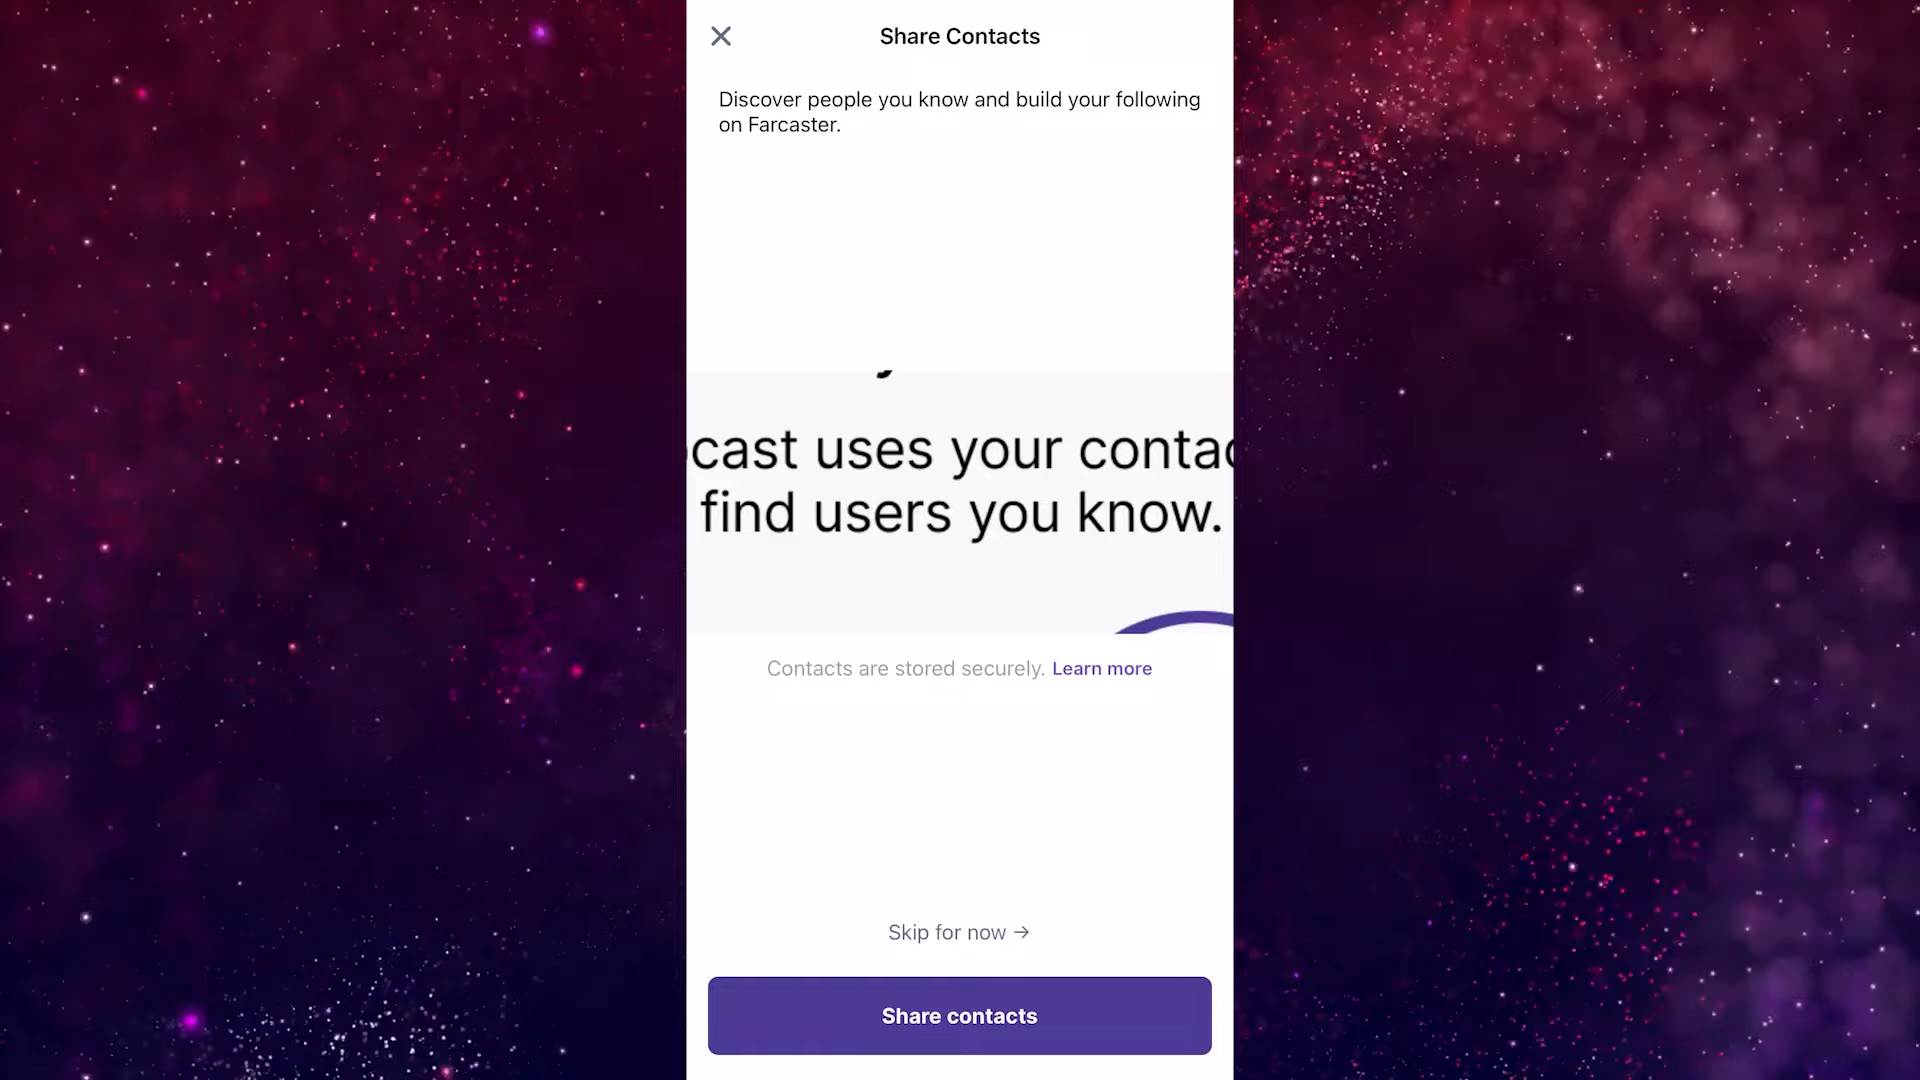 Share Contacts
Discover people you know and build your following
on Farcaster.
cast uses your contac
find users you know.
Contacts are stored securely. Learn more
Skip for now →
Share contacts